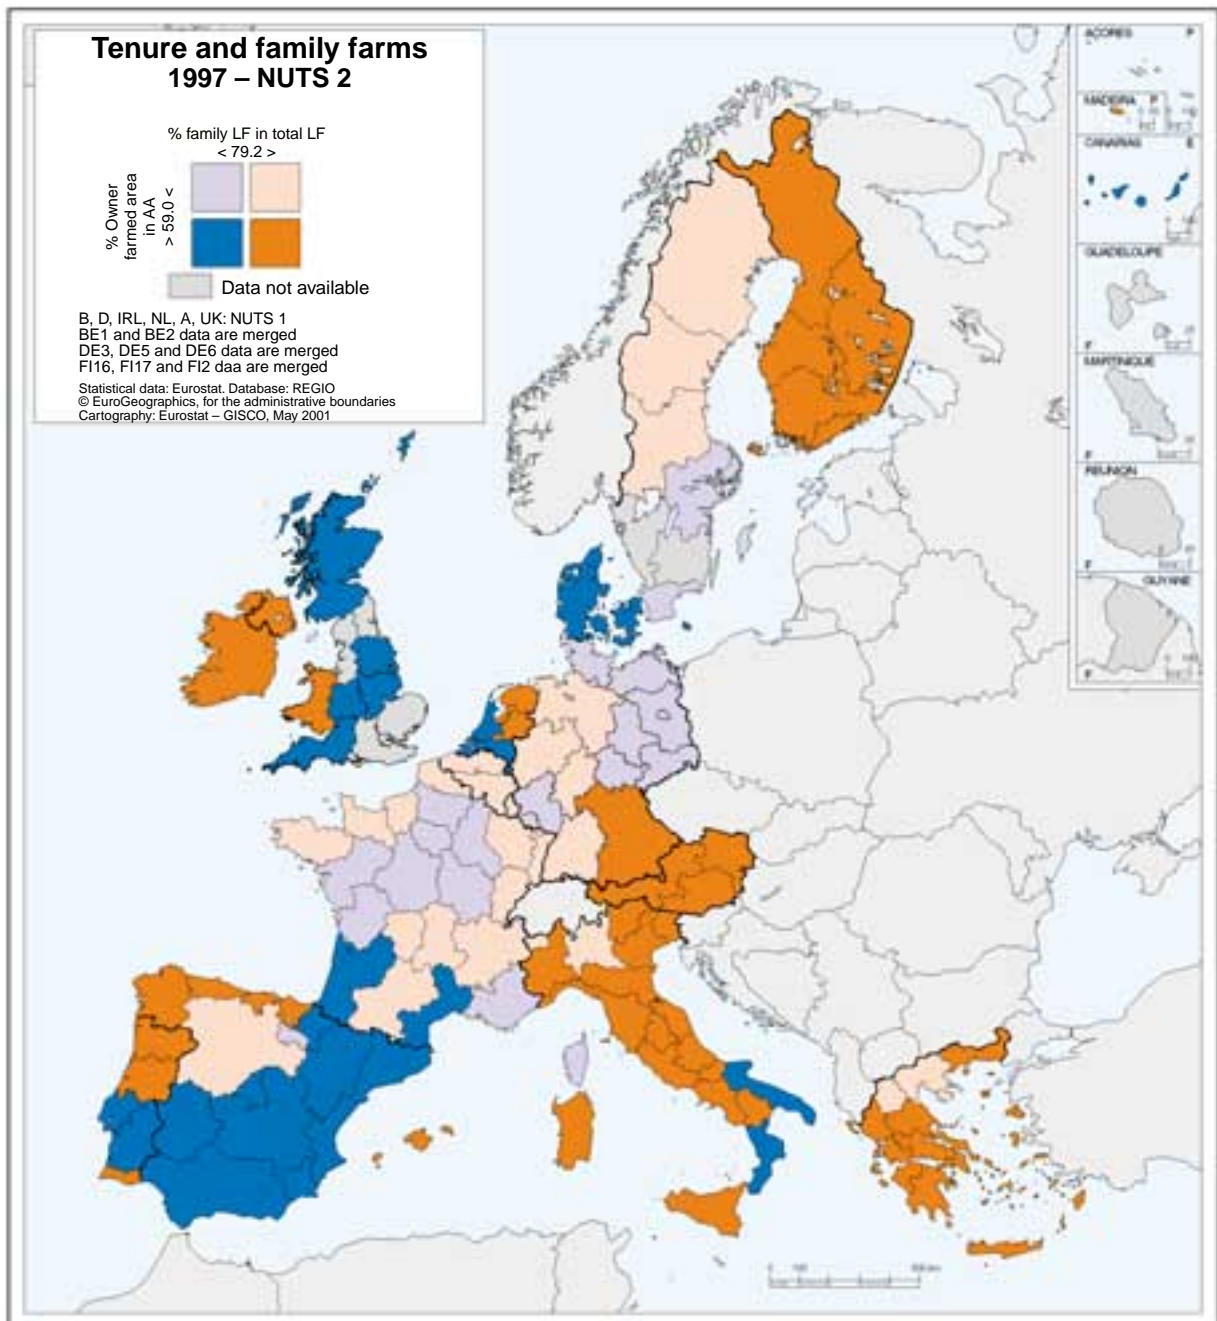 Tenure and family farms
1997 – NUTS 2
% family LF in total LF
< 79.2 >
% Owner
farmed area
in AA
> 59.0 <
Data not available
B, D, IRL, NL, A, UK: NUTS 1
BE1 and BE2 data are merged
DE3, DE5 and DE6 data are merged
FI16, FI17 and FI2 daa are merged
Statistical data: Eurostat. Database: REGIO
© EuroGeographics, for the administrative boundaries
Cartography: Eurostat – GISCO, May 2001
AÇORES P
MADEIRA P
CANARIAS E
GUADELOUPE
F
MARTINIQUE
F
REUNION
F
GUYANE
F